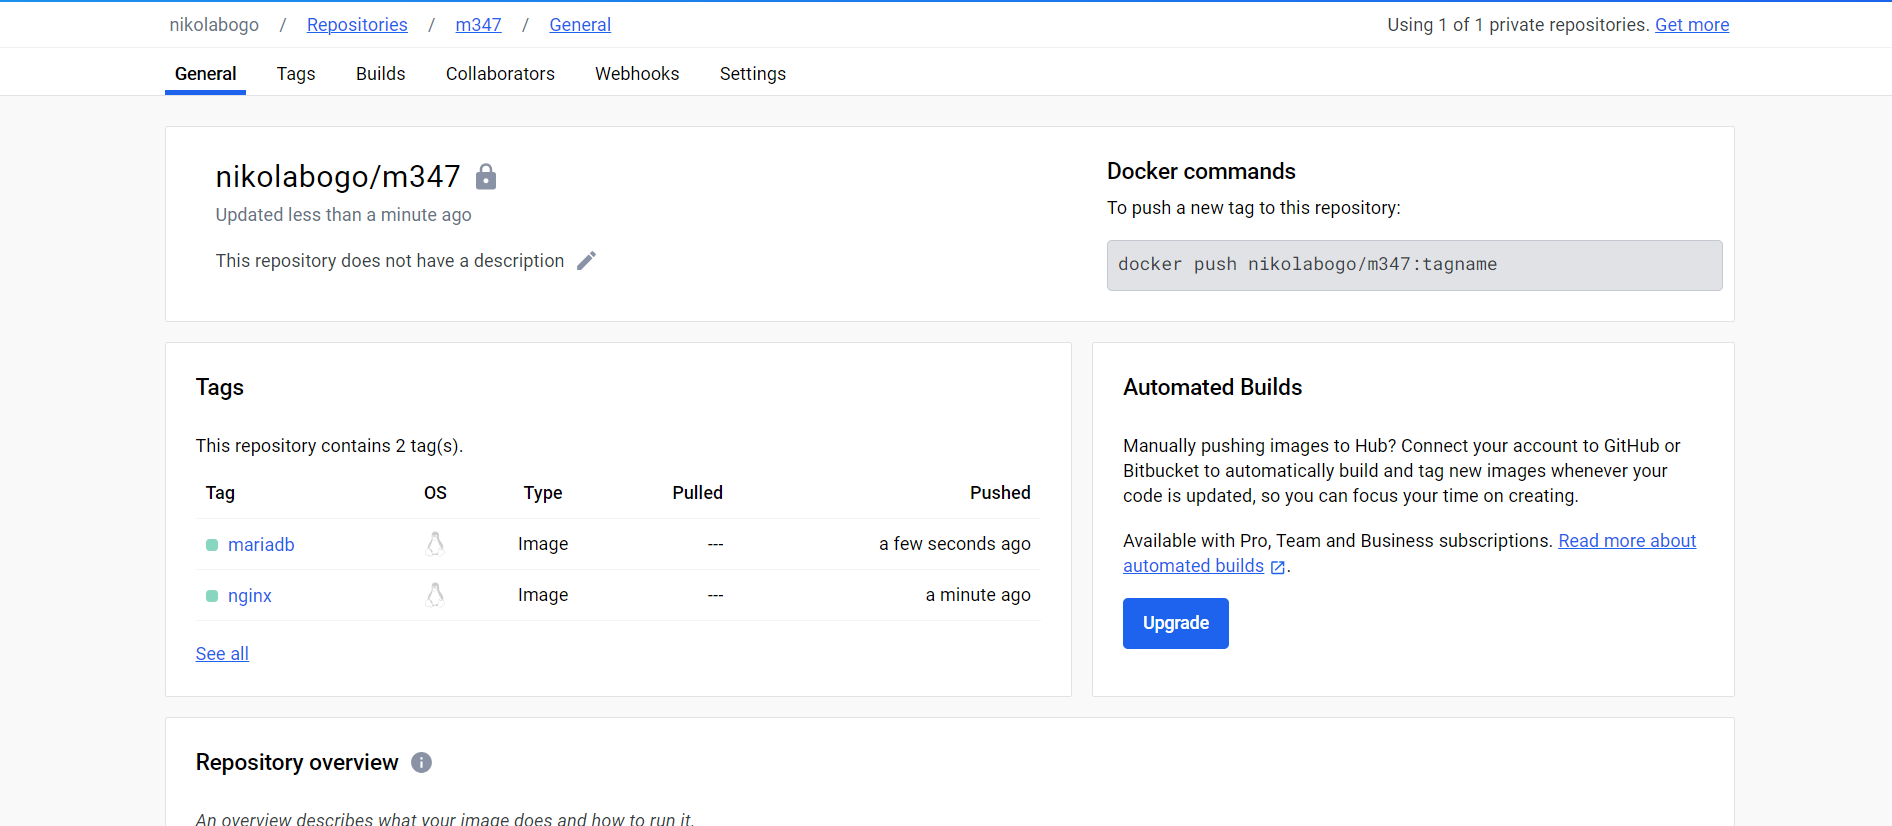 nikolabogo / Repositories / m347 / General
Using 1 of 1 private repositories. Get more
General Tags Builds Collaborators Webhooks Settings
nikolabogo/m347
Updated less than a minute ago
This repository does not have a description
Docker commands
To push a new tag to this repository:
docker push nikolabogo/m347:tagname
Tags
This repository contains 2 tag(s).
Tag OS Type Pulled Pushed
mariadb Image --- a few seconds ago
nginx Image --- a minute ago
See all
Automated Builds
Manually pushing images to Hub? Connect your account to GitHub or
Bitbucket to automatically build and tag new images whenever your
code is updated, so you can focus your time on creating.
Available with Pro, Team and Business subscriptions. Read more about
automated builds .
Upgrade
Repository overview
An overview describes what your image does and how to run it.